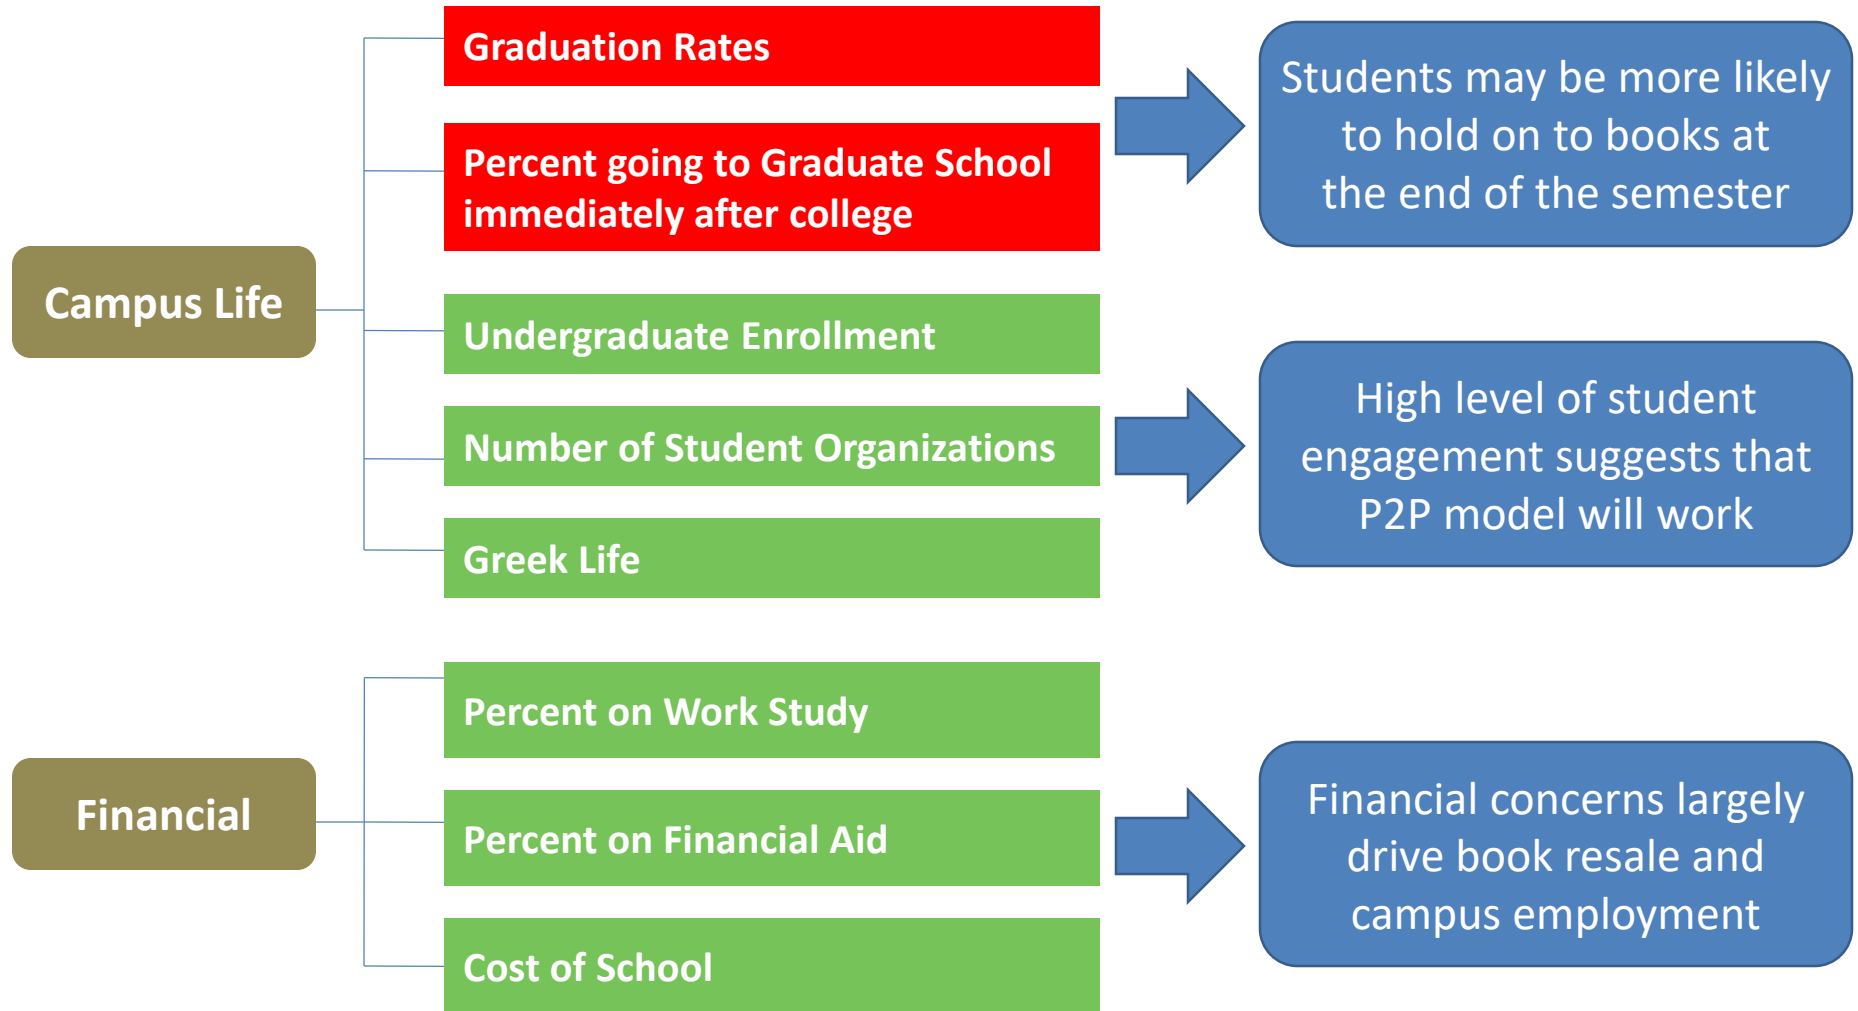 Campus Life
Graduation Rates
Percent going to Graduate School
immediately after college
Students may be more likely
to hold on to books at
the end of the semester
Undergraduate Enrollment
Number of Student Organizations
Greek Life
High level of student
engagement suggests that
P2P model will work
Financial
Percent on Work Study
Percent on Financial Aid
Cost of School
Financial concerns largely
drive book resale and
campus employment